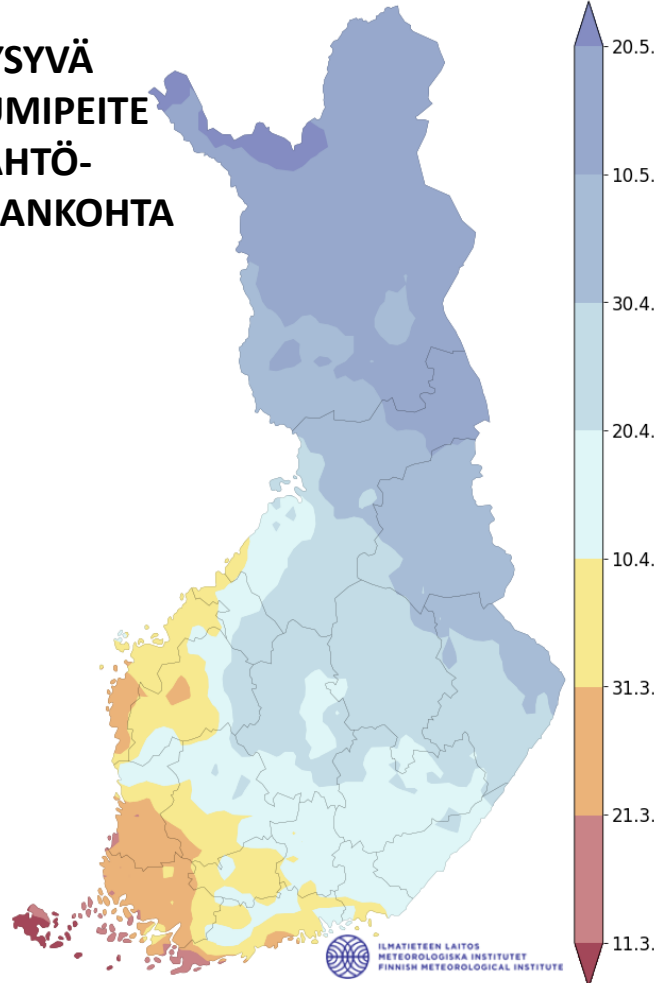 YSYVÄ
UMIPEITE
ÄHTÖ-
ANKOHTA
20.5.
10.5.
30.4.
20.4.
10.4.
31.3.
21.3.
11.3.
ILMATIETEEN LAITOS
METEOROLOGISKA INSTITUTET
FINNISH METEOROLOGICAL INSTITUTE